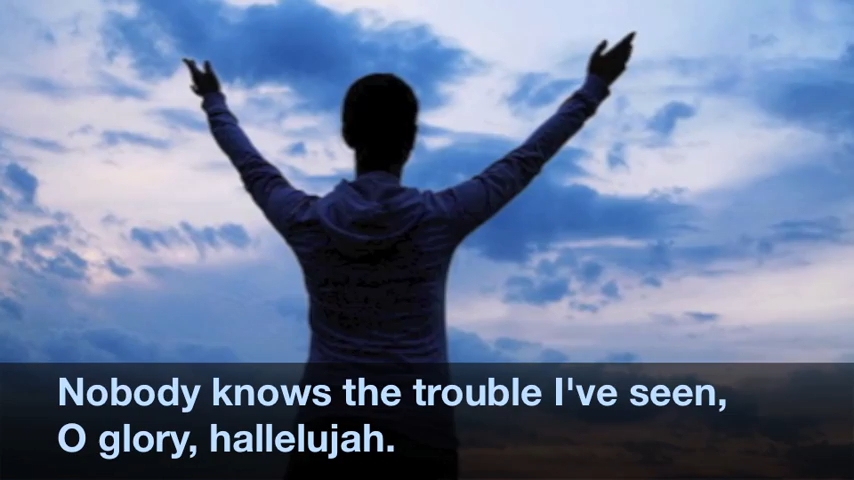 Nobody knows the trouble I've seen,
O glory, hallelujah.